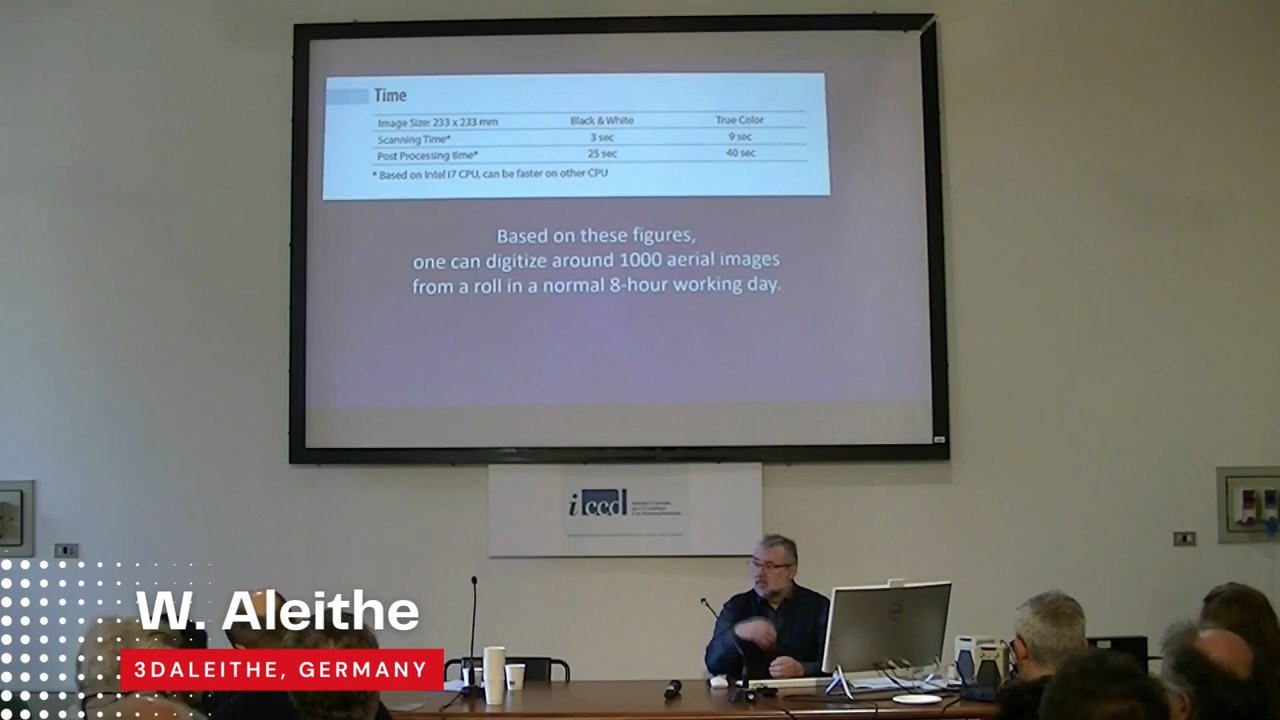 Time
Image Size: 233 x 233 mm Black & White True Color
Scanning Time* 3 sec 9 sec
Post Processing time* 25 sec 40 sec
* Based on Intel i7 CPU, can be faster on other CPU
Based on these figures,
one can digitize around 1000 aerial images
from a roll in a normal 8-hour working day.
iccd
W. Aleithe
3DALEITHE, GERMANY